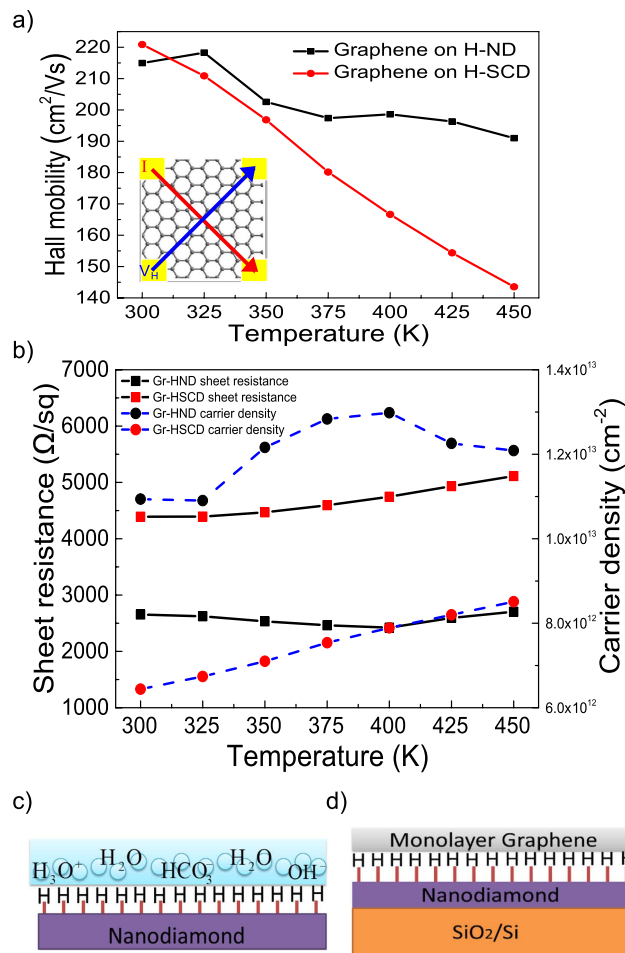 a)
Hall mobility (cm²/Vs)
220
210
200
190
180
170
160
150
140
Graphene on H-ND
Graphene on H-SCD
I
V_H
300 325 350 375 400 425 450
Temperature (K)
b)
Sheet resistance (Ω/sq)
7000
6000
5000
4000
3000
2000
1000
Gr-HND sheet resistance
Gr-HSCD sheet resistance
Gr-HND carrier density
Gr-HSCD carrier density
1.4x10¹³
1.2x10¹³
1.0x10¹³
8.0x10¹²
6.0x10¹²
Carrier density (cm⁻²)
300 325 350 375 400 425 450
Temperature (K)
c)
H₃O⁺ H₂O HCO₃⁻ H₂O OH⁻
H H H H H H H H H H H H H
Nanodiamond
d)
Monolayer Graphene
H H H H H H H H H H H H H H
Nanodiamond
SiO₂/Si